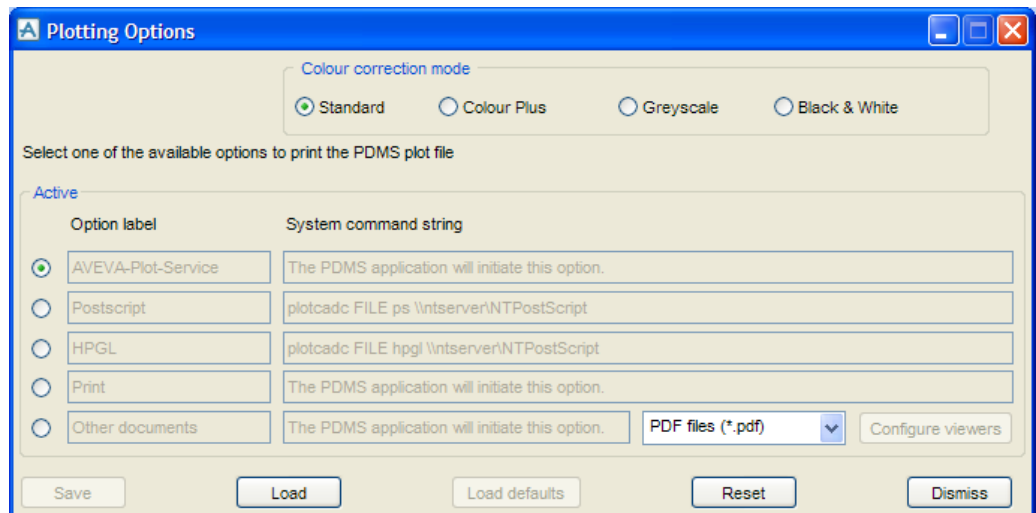 Plotting Options
Colour correction mode
Standard Colour Plus Greyscale Black & White
Select one of the available options to print the PDMS plot file
Active
Option label System command string
AVEVA-Plot-Service The PDMS application will initiate this option.
Postscript plotcadc FILE ps \\ntserver\NTPostScript
HPGL plotcadc FILE hpgl \\ntserver\NTPostScript
Print The PDMS application will initiate this option.
Other documents The PDMS application will initiate this option. PDF files (*.pdf) Configure viewers
Save Load Load defaults Reset Dismiss